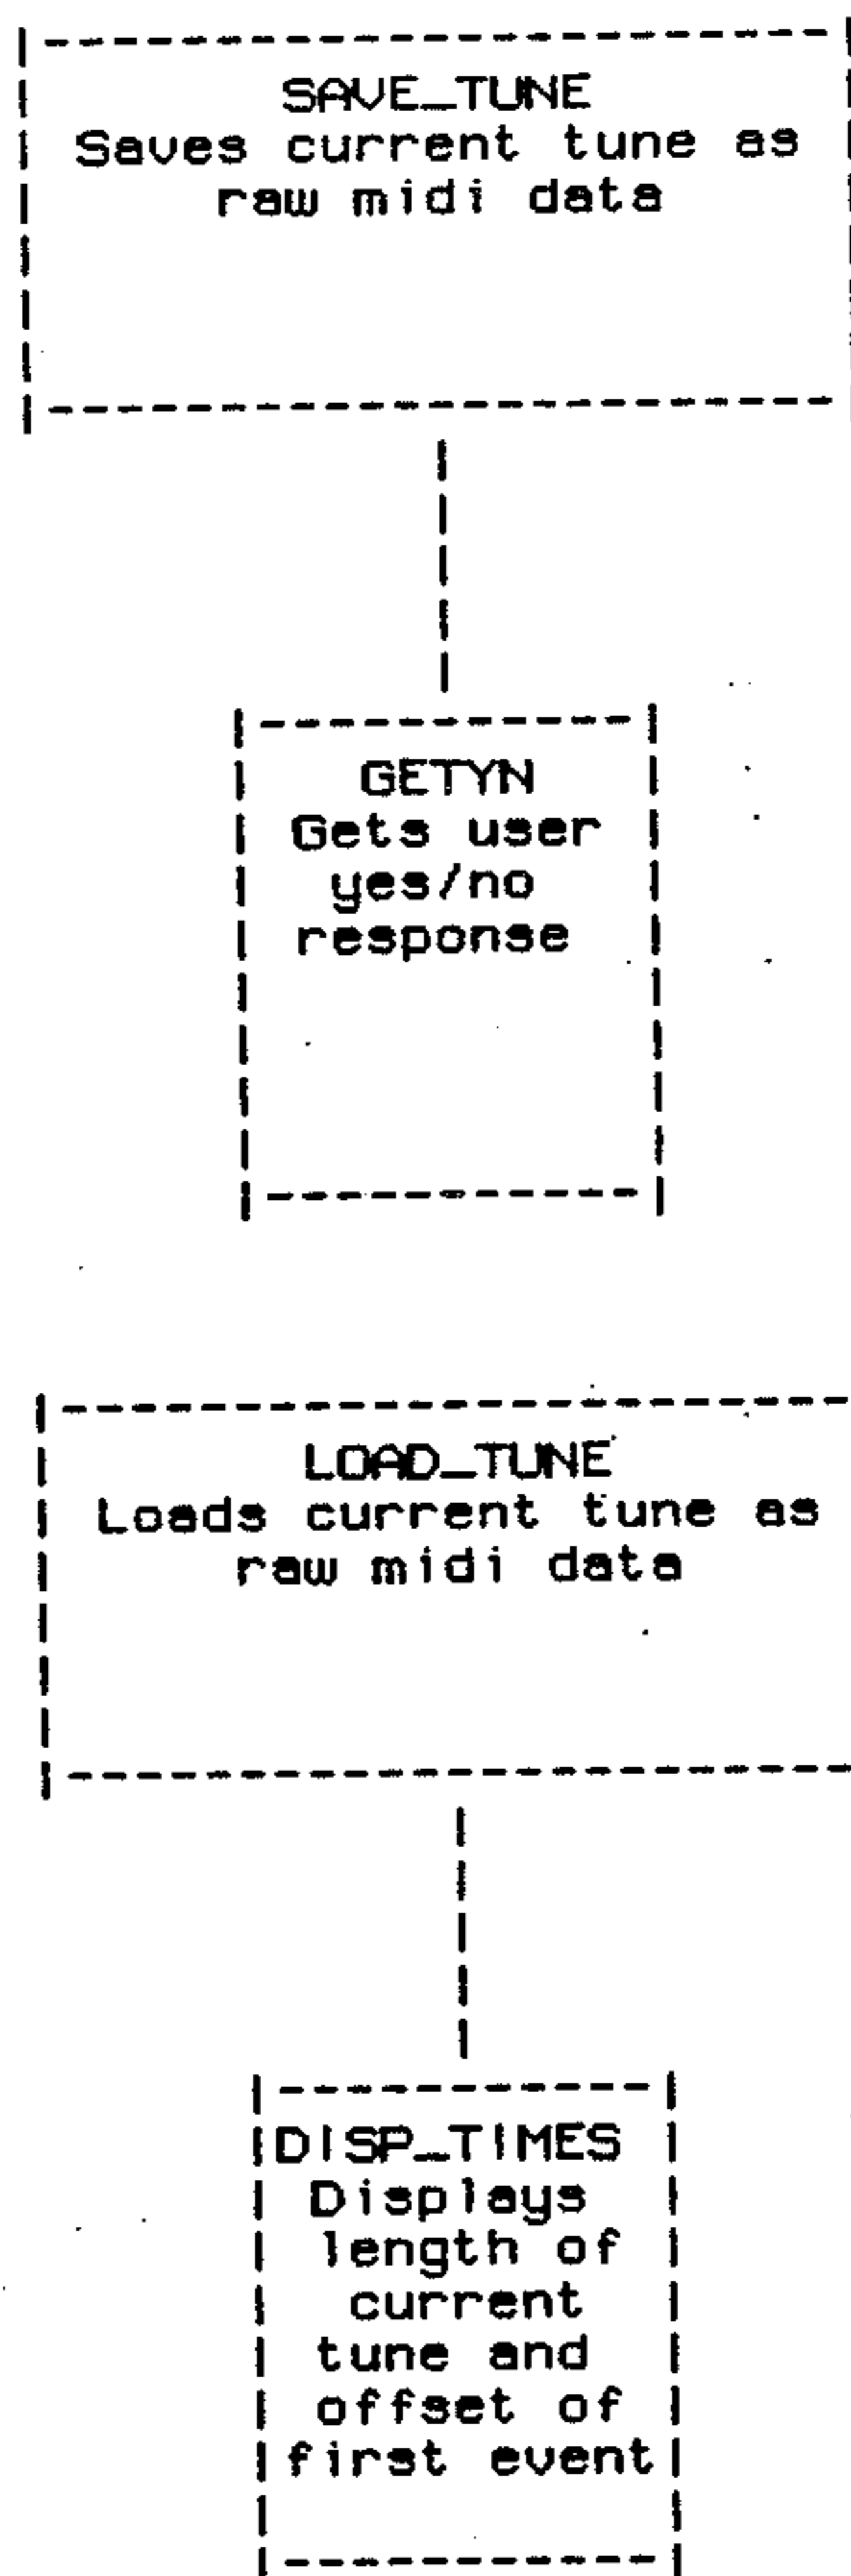 SAVE_TUNE
Saves current tune as
raw midi data
GETYN
Gets user
yes/no
response
LOAD_TUNE
Loads current tune as
raw midi data
DISP_TIMES
Displays
length of
current
tune and
offset of
first event